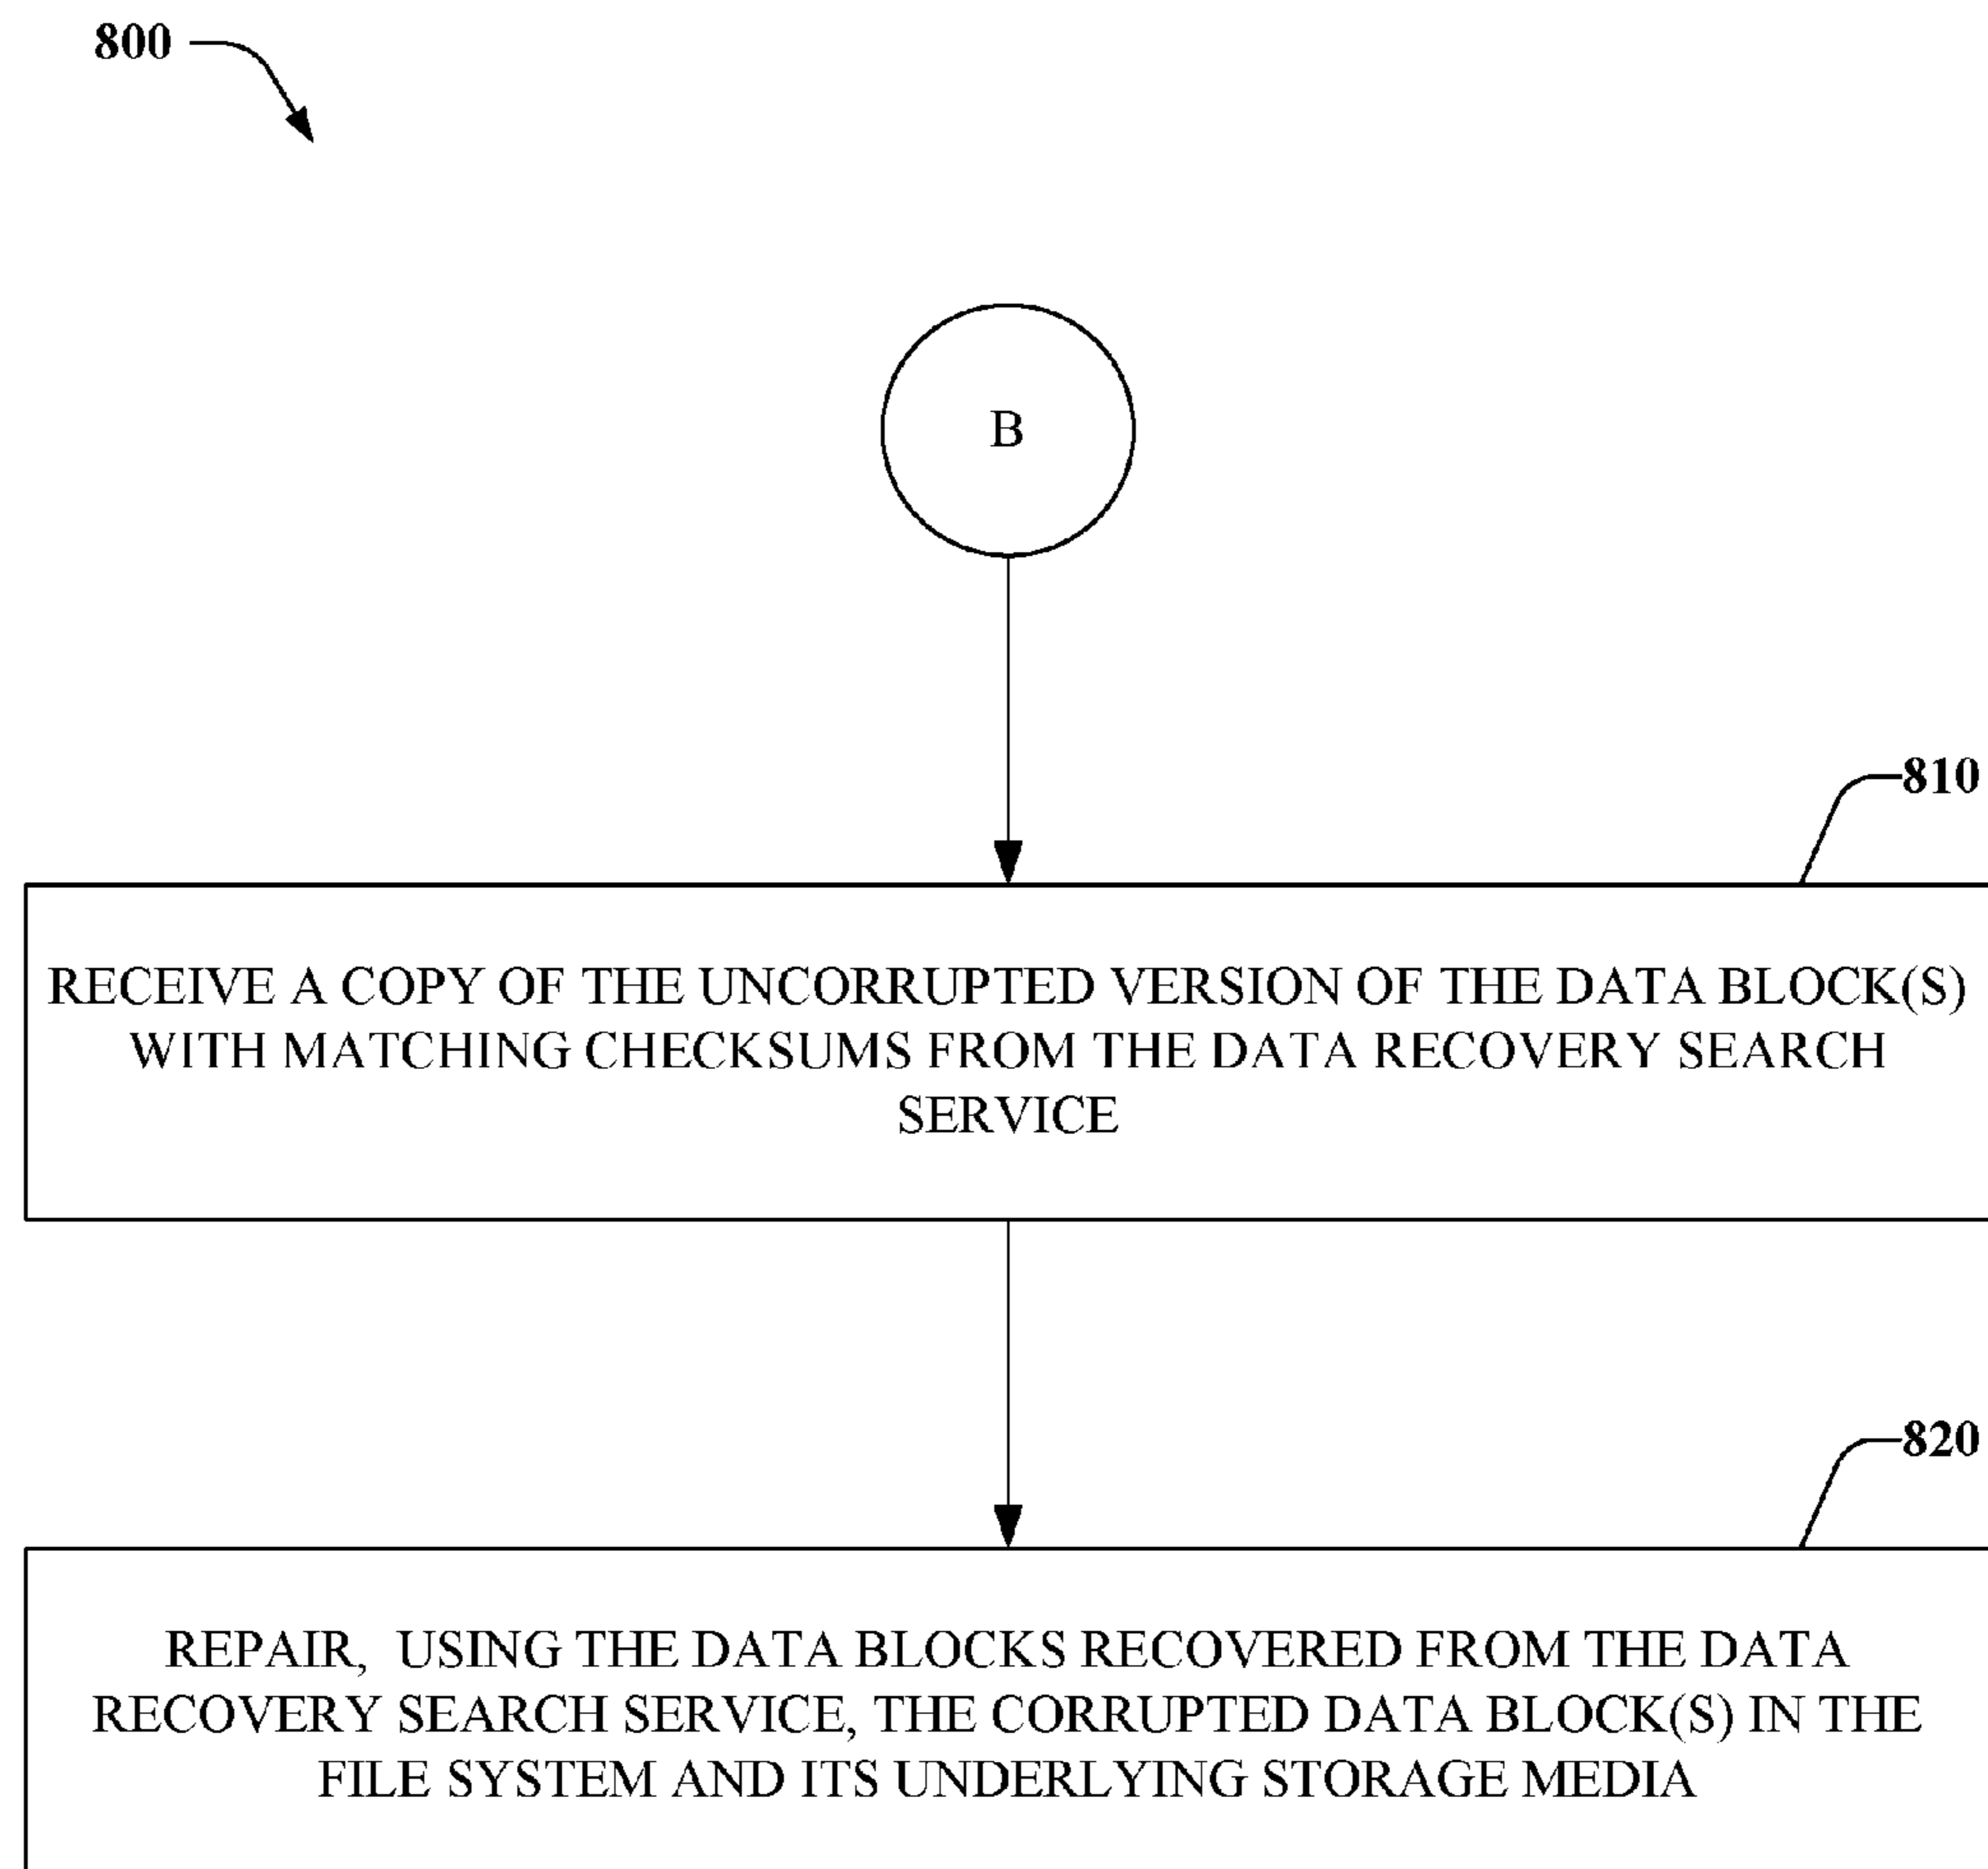 800
B
810
RECEIVE A COPY OF THE UNCORRUPTED VERSION OF THE DATA BLOCK(S)
WITH MATCHING CHECKSUMS FROM THE DATA RECOVERY SEARCH
SERVICE
820
REPAIR, USING THE DATA BLOCKS RECOVERED FROM THE DATA
RECOVERY SEARCH SERVICE, THE CORRUPTED DATA BLOCK(S) IN THE
FILE SYSTEM AND ITS UNDERLYING STORAGE MEDIA